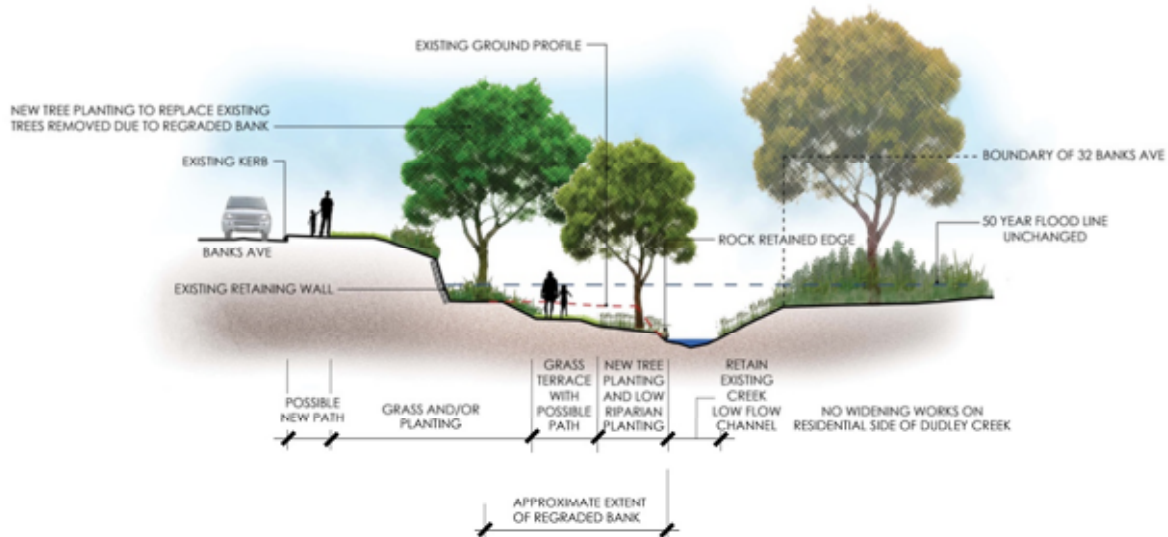 EXISTING GROUND PROFILE
NEW TREE PLANTING TO REPLACE EXISTING
TREES REMOVED DUE TO REGRADED BANK
EXISTING KERB
BOUNDARY OF 32 BANKS AVE
50 YEAR FLOOD LINE
UNCHANGED
ROCK RETAINED EDGE
BANKS AVE
EXISTING RETAINING WALL
POSSIBLE
NEW PATH
GRASS AND/OR
PLANTING
GRASS
TERRACE
WITH
POSSIBLE
PATH
NEW TREE
PLANTING
AND LOW
RIPARIAN
PLANTING
RETAIN
EXISTING
CREEK
LOW FLOW
CHANNEL
NO WIDENING WORKS ON
RESIDENTIAL SIDE OF DUDLEY CREEK
APPROXIMATE EXTENT
OF REGRADED BANK